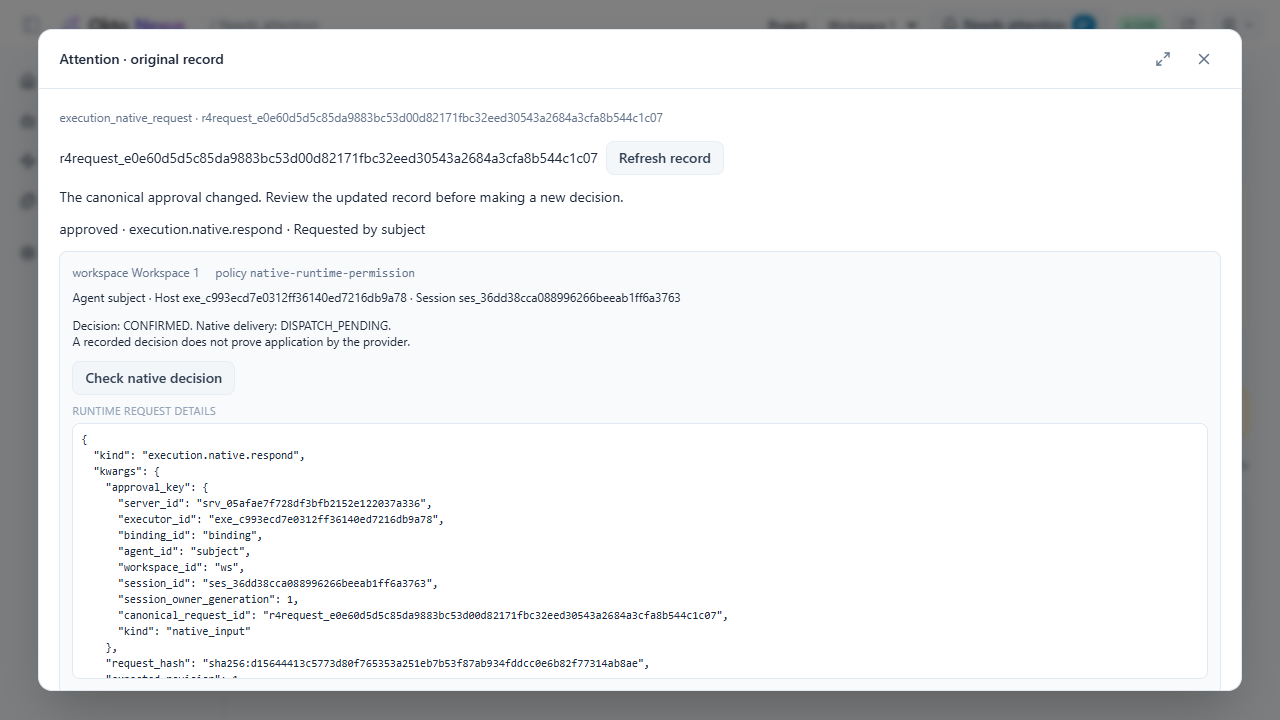 Attention · original record
execution_native_request · r4request_e0e60d5d5c85da9883bc53d00d82171fbc32eed30543a2684a3cfa8b544c1c07
r4request_e0e60d5d5c85da9883bc53d00d82171fbc32eed30543a2684a3cfa8b544c1c07 Refresh record
The canonical approval changed. Review the updated record before making a new decision.
approved · execution.native.respond · Requested by subject
workspace Workspace 1 policy native-runtime-permission
Agent subject · Host exe_c993ecd7e0312ff36140ed7216db9a78 · Session ses_36dd38cca088996266beeab1ff6a3763
Decision: CONFIRMED. Native delivery: DISPATCH_PENDING.
A recorded decision does not prove application by the provider.
Check native decision
RUNTIME REQUEST DETAILS
{
"kind": "execution.native.respond",
"kwargs": {
"approval_key": {
"server_id": "srv_05afae7f728df3bfb2152e122037a336",
"executor_id": "exe_c993ecd7e0312ff36140ed7216db9a78",
"binding_id": "binding",
"agent_id": "subject",
"workspace_id": "ws",
"session_id": "ses_36dd38cca088996266beeab1ff6a3763",
"session_owner_generation": 1,
"canonical_request_id": "r4request_e0e60d5d5c85da9883bc53d00d82171fbc32eed30543a2684a3cfa8b544c1c07",
"kind": "native_input"
},
"request_hash": "sha256:d15644413c5773d80f765353a251eb7b53f87ab934fddcc0e6b82f77314ab8ae",